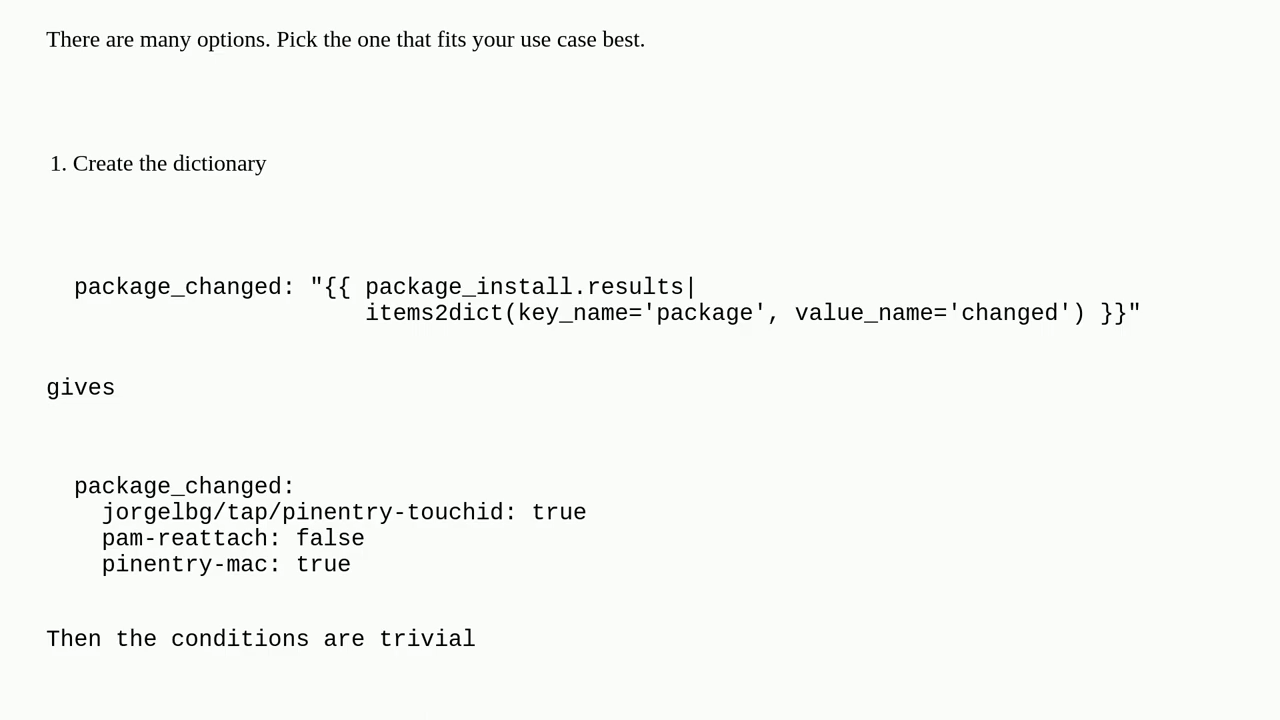 There are many options. Pick the one that fits your use case best.
1. Create the dictionary
package_changed: "{{ package_install.results|
items2dict(key_name='package', value_name='changed') }}"
gives
package_changed:
jorgelbg/tap/pinentry-touchid: true
pam-reattach: false
pinentry-mac: true
Then the conditions are trivial